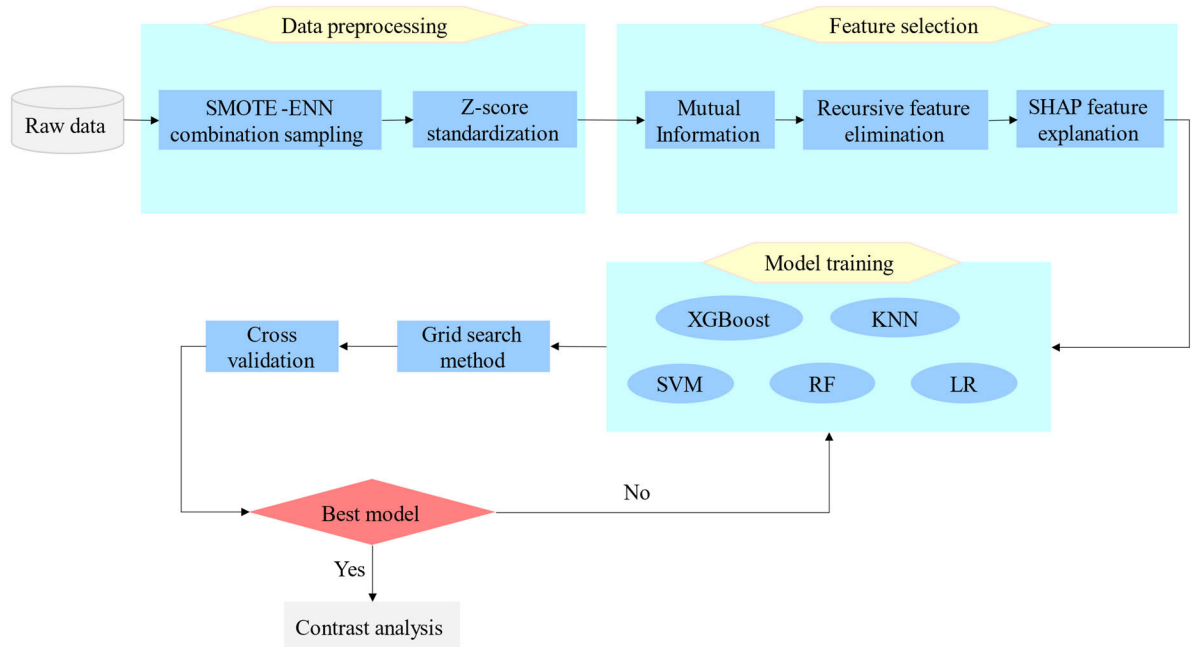 Data preprocessing
Feature selection
Raw data
SMOTE -ENN
combination sampling
Z-score
standardization
Mutual
Information
Recursive feature
elimination
SHAP feature
explanation
Model training
XGBoost
KNN
SVM
RF
LR
Grid search
method
Cross
validation
Best model
No
Yes
Contrast analysis